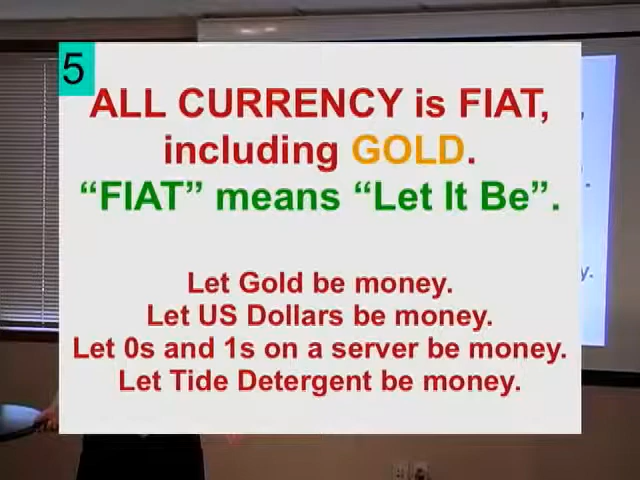 5
ALL CURRENCY is FIAT,
including GOLD.
“FIAT” means “Let It Be”.
Let Gold be money.
Let US Dollars be money.
Let 0s and 1s on a server be money.
Let Tide Detergent be money.
y.